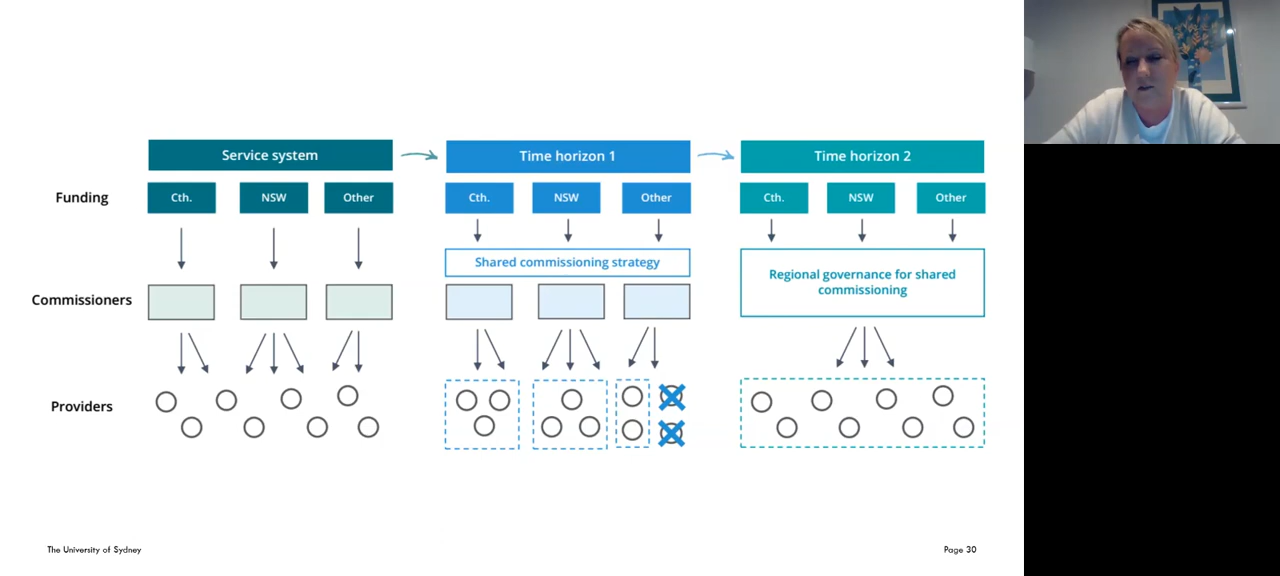 Service system
Time horizon 1
Time horizon 2
Funding
Cth.
NSW
Other
Cth.
NSW
Other
Cth.
NSW
Other
Shared commissioning strategy
Regional governance for shared
commissioning
Commissioners
Providers
The University of Sydney
Page 30